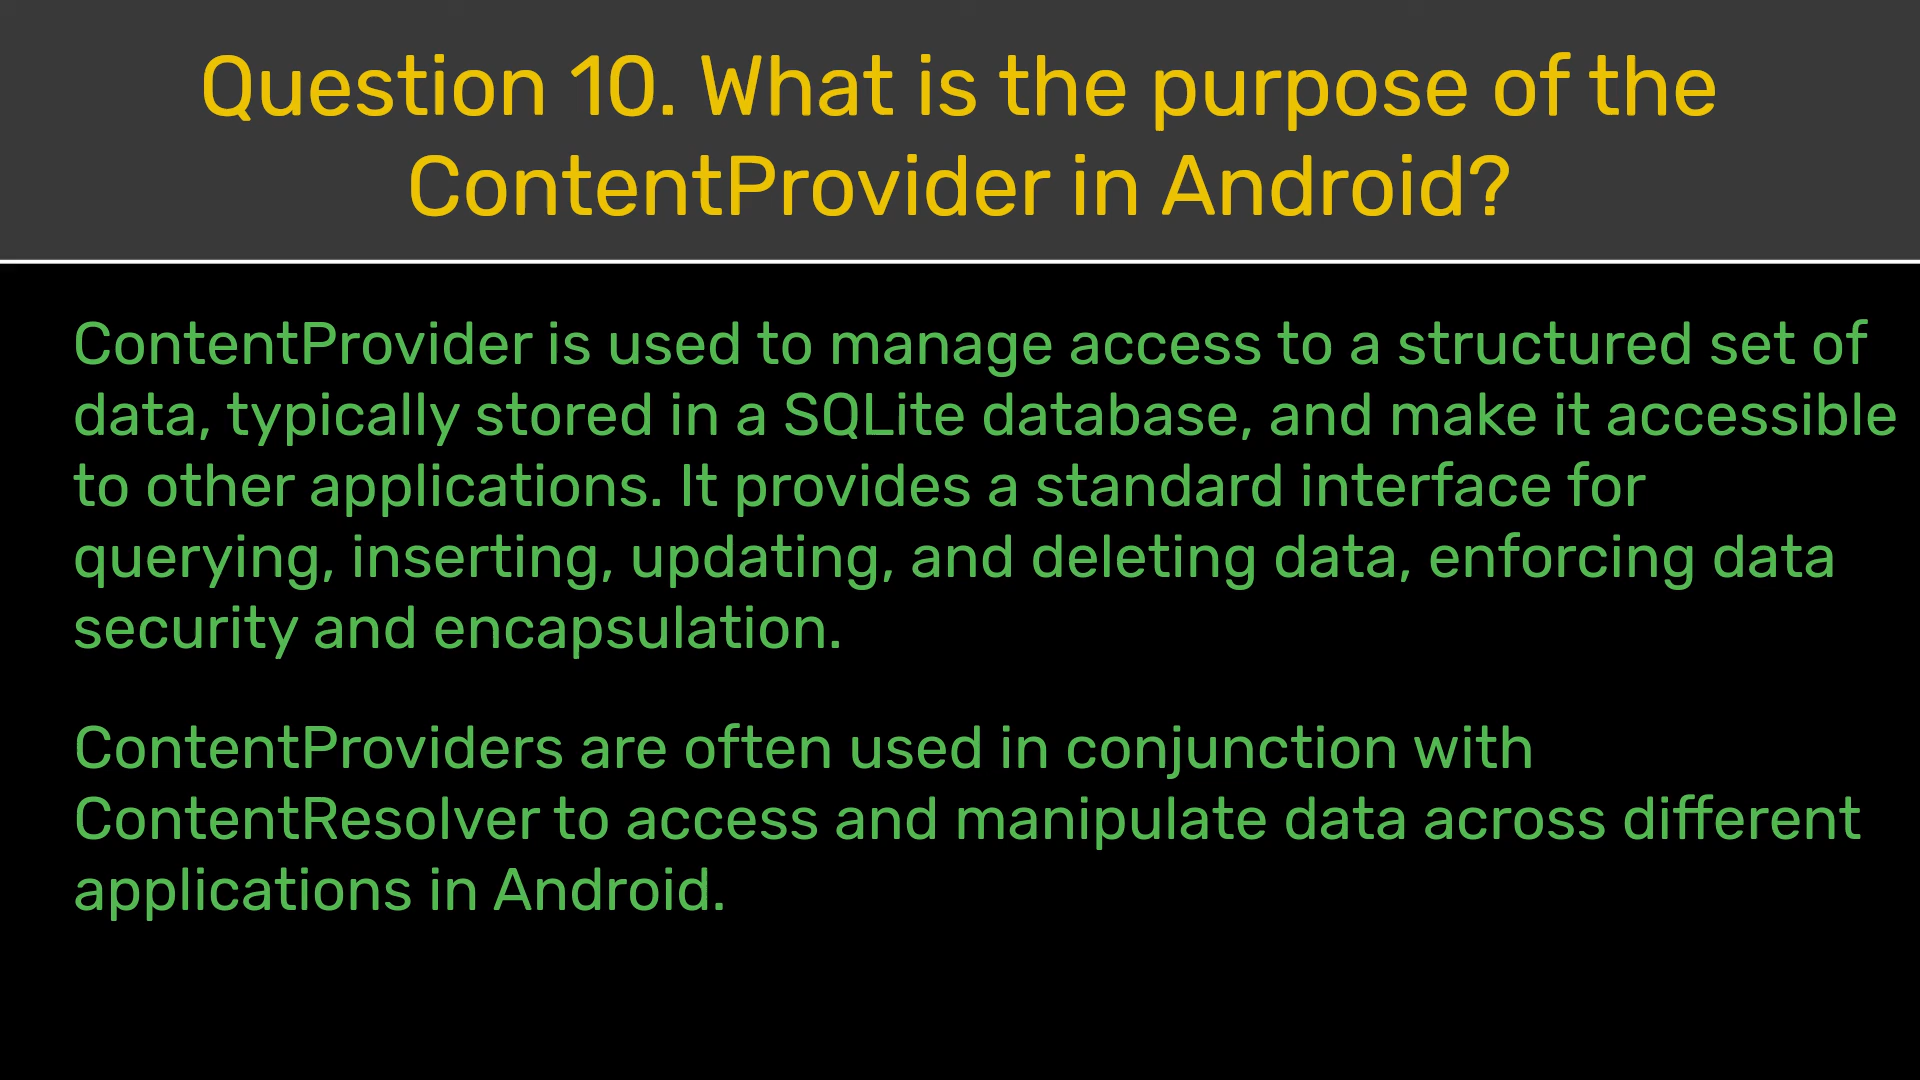 Question 10. What is the purpose of the
ContentProvider in Android?
ContentProvider is used to manage access to a structured set of
data, typically stored in a SQLite database, and make it accessible
to other applications. It provides a standard interface for
querying, inserting, updating, and deleting data, enforcing data
security and encapsulation.
ContentProviders are often used in conjunction with
ContentResolver to access and manipulate data across different
applications in Android.